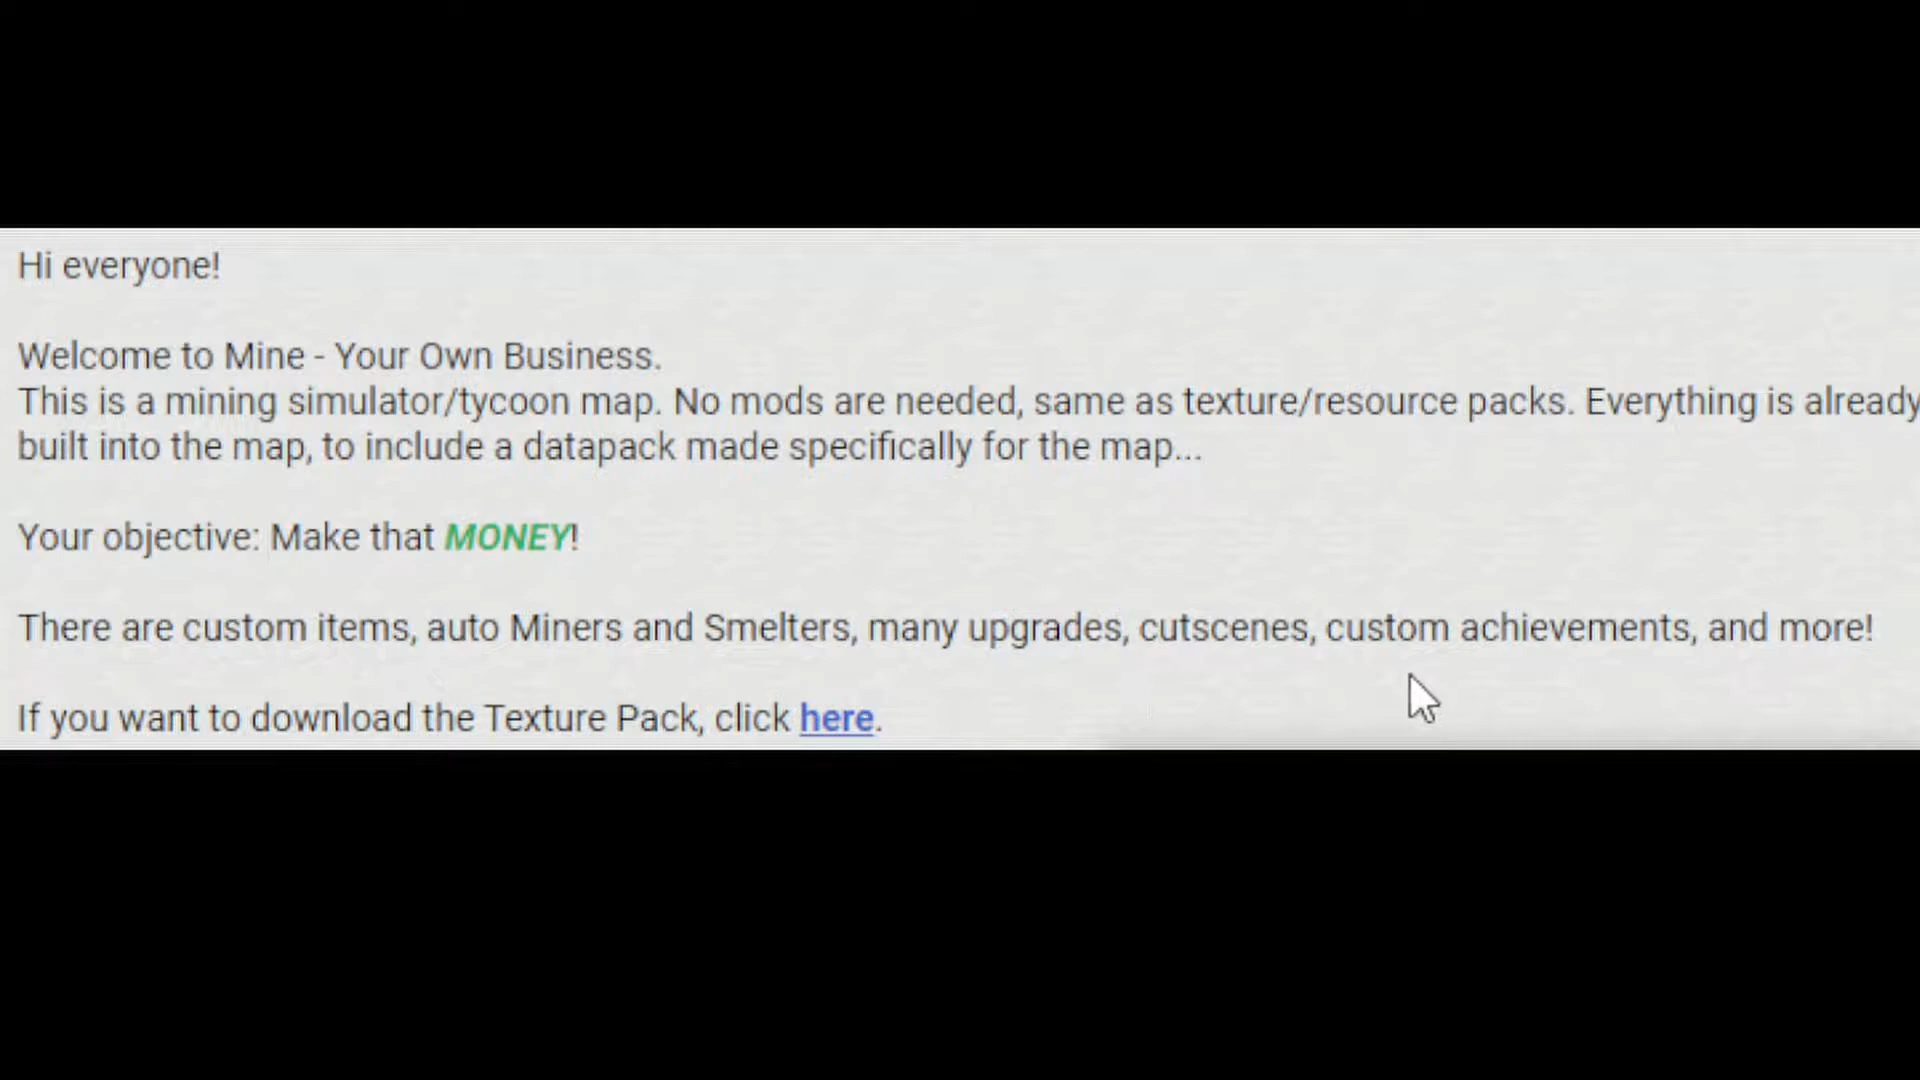 Hi everyone!
Welcome to Mine - Your Own Business.
This is a mining simulator/tycoon map. No mods are needed, same as texture/resource packs. Everything is already
built into the map, to include a datapack made specifically for the map...
Your objective: Make that MONEY!
There are custom items, auto Miners and Smelters, many upgrades, cutscenes, custom achievements, and more!
If you want to download the Texture Pack, click here.